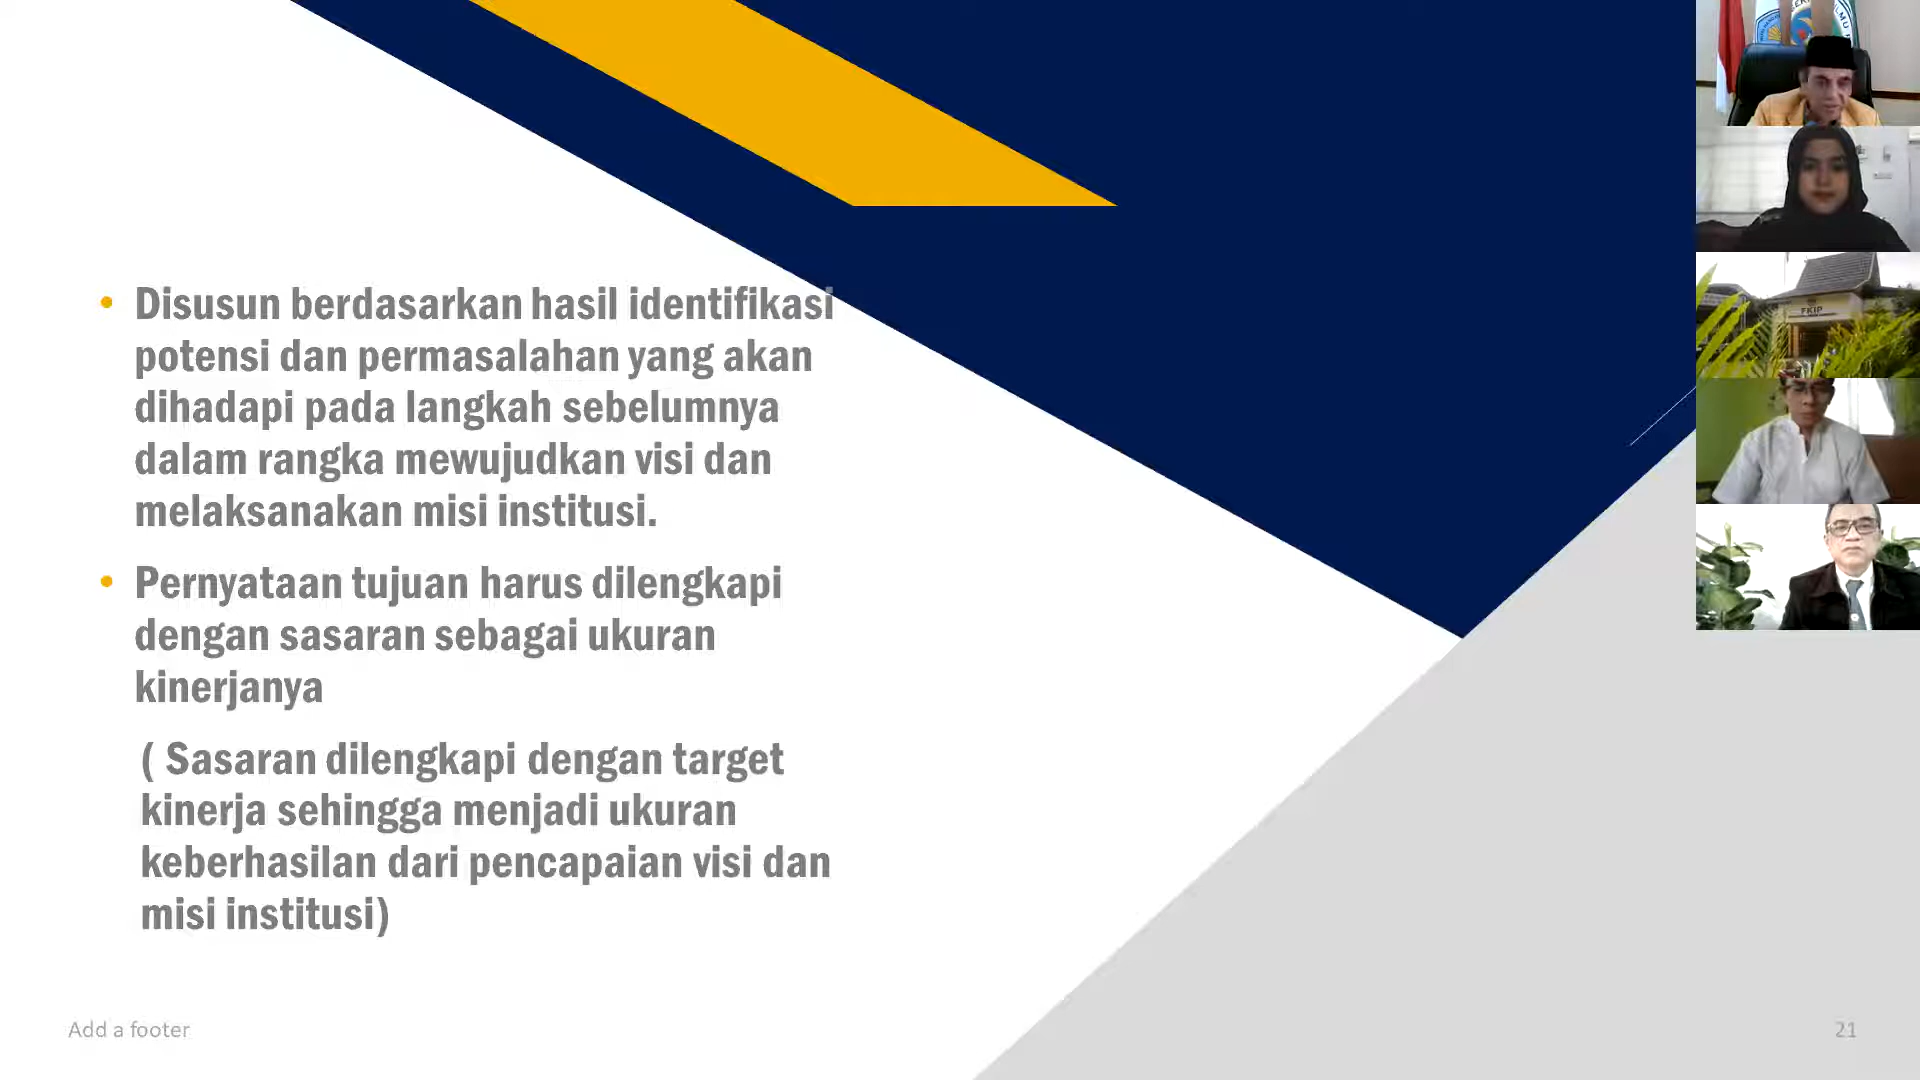 • Disusun berdasarkan hasil identifikasi
potensi dan permasalahan yang akan
dihadapi pada langkah sebelumnya
dalam rangka mewujudkan visi dan
melaksanakan misi institusi.
• Pernyataan tujuan harus dilengkapi
dengan sasaran sebagai ukuran
kinerjanya
( Sasaran dilengkapi dengan target
kinerja sehingga menjadi ukuran
keberhasilan dari pencapaian visi dan
misi institusi)
Add a footer
21
FKIP